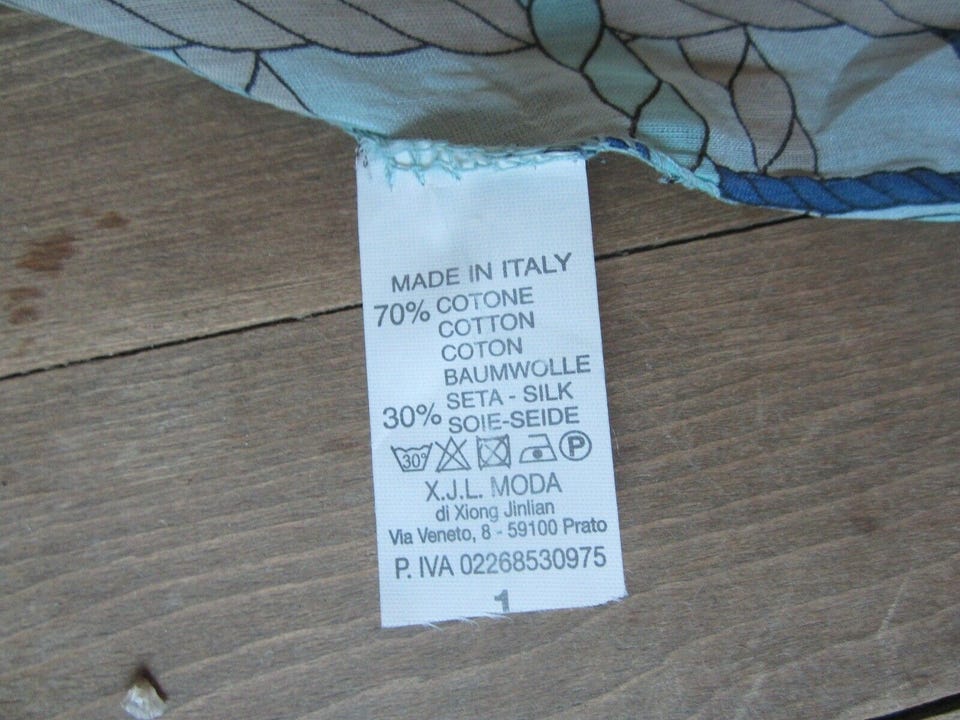 MADE IN ITALY
70% COTONE
COTTON
COTON
BAUMWOLLE
SETA - SILK
30% SOIE-SEIDE
30° P
X.J.L. MODA
di Xiong Jinlian
Via Veneto, 8 - 59100 Prato
P. IVA 02268530975
1